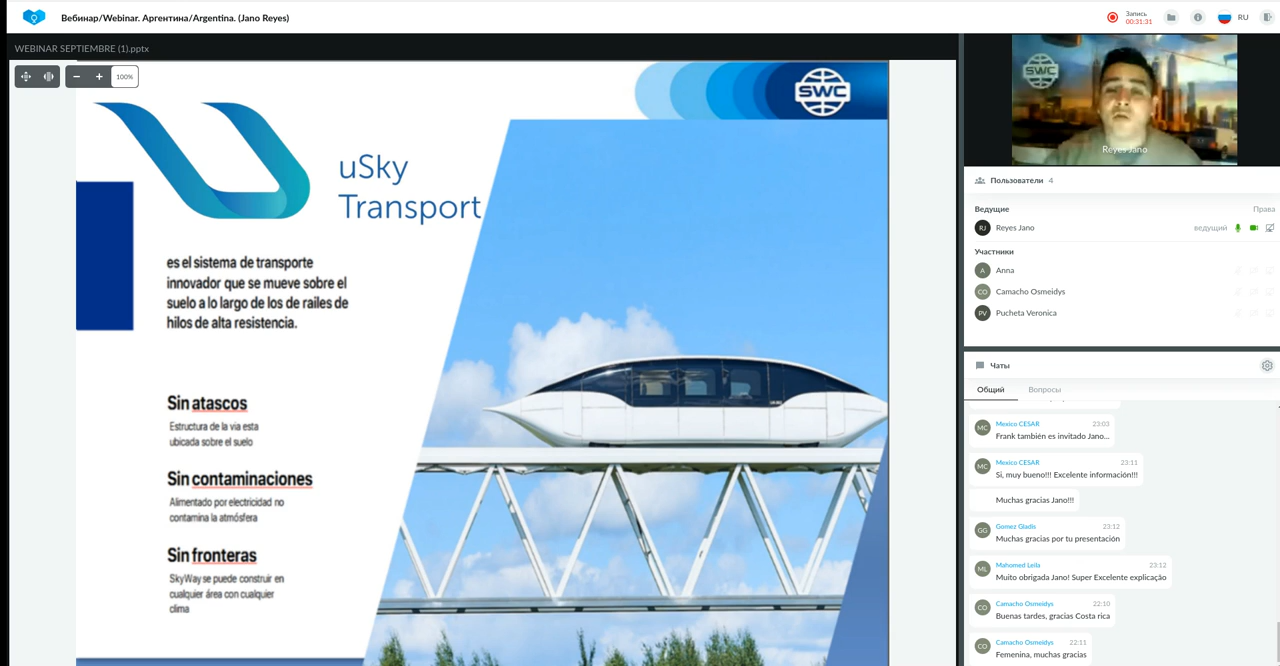 Вебинар/Webinar. Аргентина/Argentina. (Jano Reyes)
Запись
00:31:31
RU
WEBINAR SEPTIEMBRE (1).pptx
100%
SWC
uSky
Transport
es el sistema de transporte
innovador que se mueve sobre el
suelo a lo largo de los de raíles de
hilos de alta resistencia.
Sin atascos
Estructura de la via esta
ubicada sobre el suelo
Sin contaminaciones
Alimentado por electricidad no
contamina la atmósfera
Sin fronteras
SkyWay se puede construir en
cualquier área con cualquier
clima
SWC
Reyes Jano
Пользователи 4
Ведущие
Права
RJ
Reyes Jano
ведущий
Участники
A
Anna
CO
Camacho Osmeidys
PV
Pucheta Veronica
Чаты
Общий
Вопросы
MC
Mexico CESAR
23:03
Frank también es invitado Jano...
MC
Mexico CESAR
23:11
Si, muy bueno!!! Excelente información!!!
Muchas gracias Jano!!!
GG
Gomez Gladis
23:12
Muchas gracias por tu presentación
ML
Mahomed Leila
23:12
Muito obrigada Jano! Super Excelente explicação
CO
Camacho Osmeidys
22:10
Buenas tardes, gracias Costa rica
CO
Camacho Osmeidys
22:11
Femenina, muchas gracias